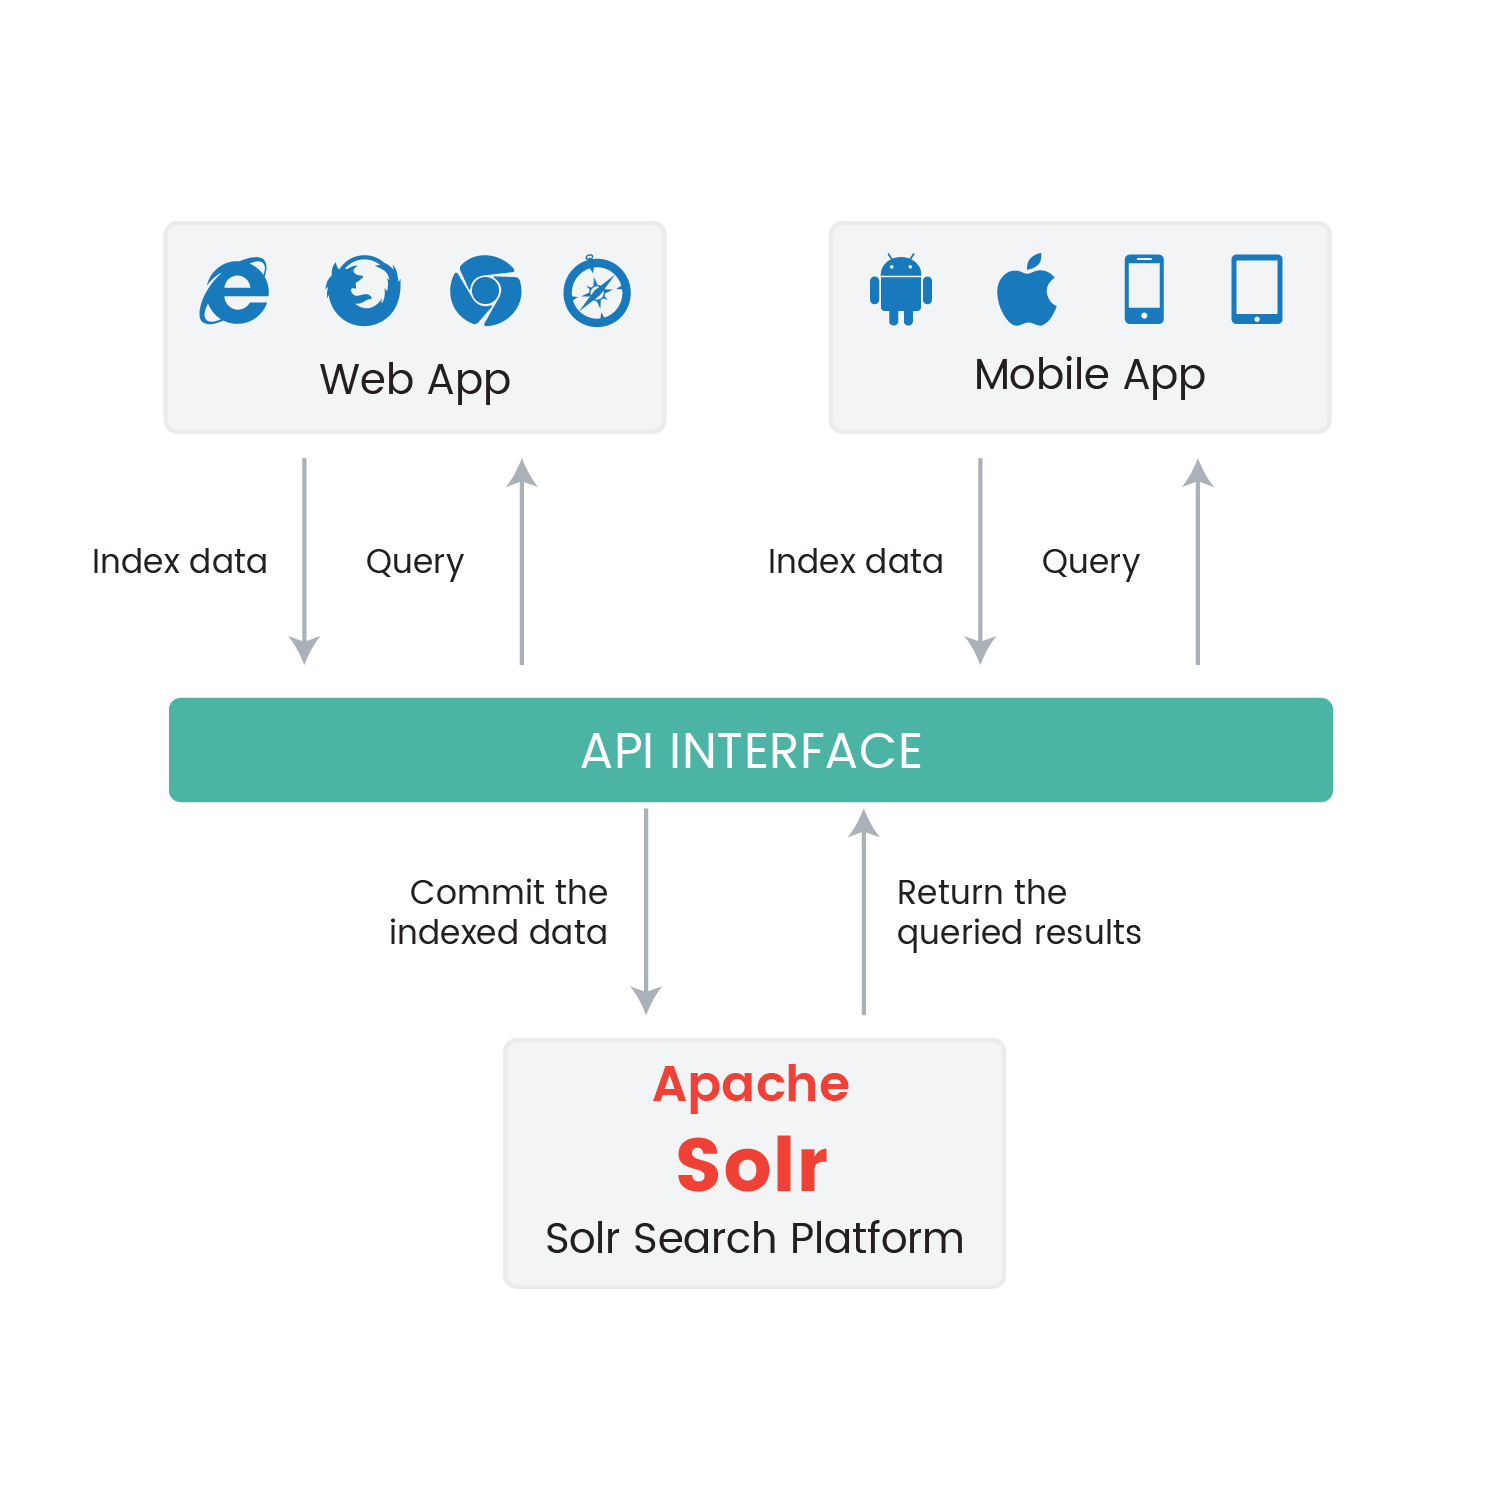 Web App
Mobile App
Index data
Query
Index data
Query
API INTERFACE
Commit the
indexed data
Return the
queried results
Apache
Solr
Solr Search Platform